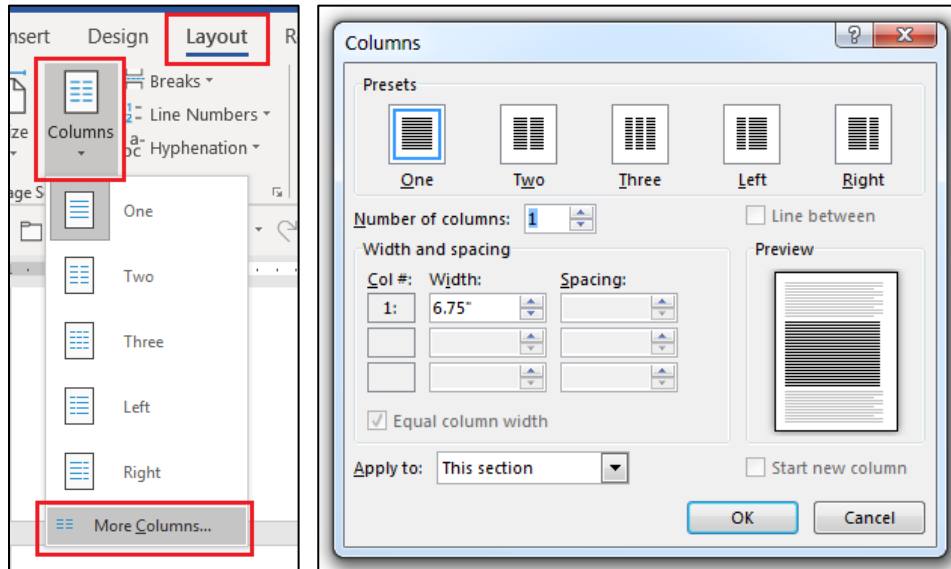 nsert Design Layout R
Breaks
Line Numbers
ze Columns
Hyphenation
age S
One
Two
Three
Left
Right
More Columns...
Columns
Presets
One Two Three Left Right
Number of columns: 1 Line between
Width and spacing Preview
Col #: Width: Spacing:
1: 6.75"
Equal column width
Apply to: This section Start new column
OK Cancel